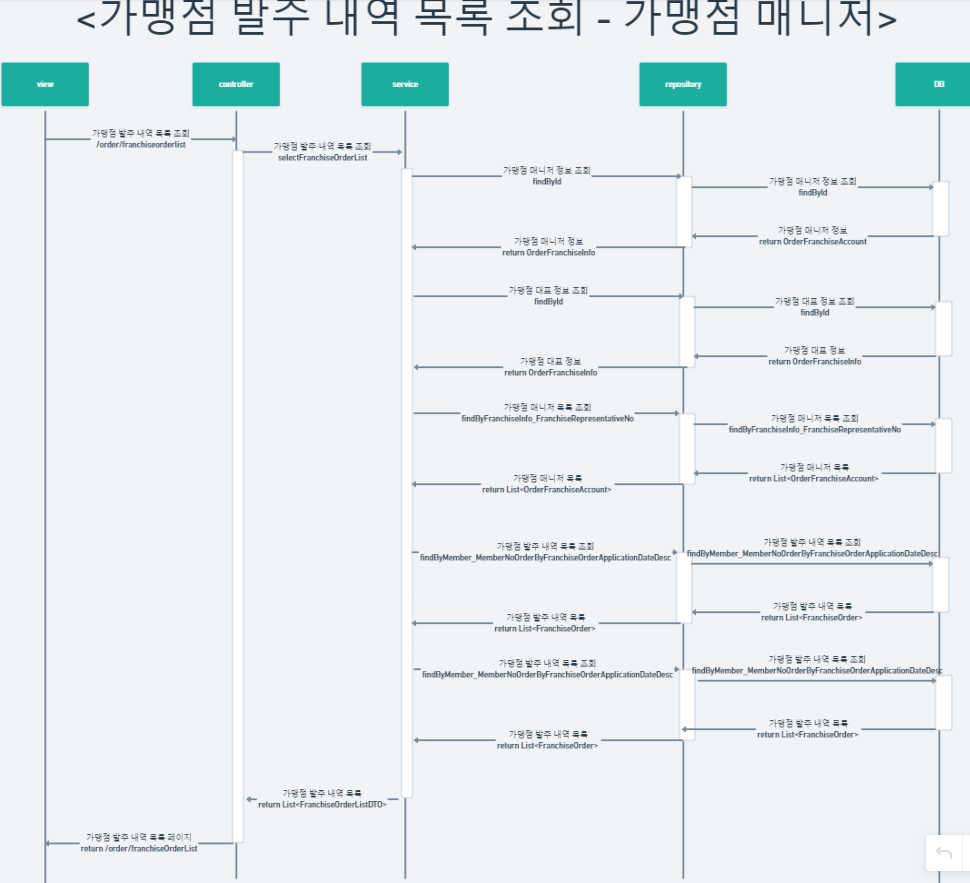 <가맹점 발주 내역 목록 조회 - 가맹점 매니저>
view
controller
service
repository
DB
가맹점 발주 내역 목록 조회
/order/franchiseorderlist
가맹점 발주 내역 목록 조회
selectFranchiseOrderList
가맹점 매니저 정보 조회
findById
가맹점 매니저 정보 조회
findById
가맹점 매니저 정보
return OrderFranchiseAccount
가맹점 매니저 정보
return OrderFranchiseInfo
가맹점 대표 정보 조회
findById
가맹점 대표 정보 조회
findById
가맹점 대표 정보
return OrderFranchiseInfo
가맹점 대표 정보
return OrderFranchiseInfo
가맹점 매니저 목록 조회
findByFranchiseInfo_FranchiseRepresentativeNo
가맹점 매니저 목록 조회
findByFranchiseInfo_FranchiseRepresentativeNo
가맹점 매니저 목록
return List<OrderFranchiseAccount>
가맹점 매니저 목록
return List<OrderFranchiseAccount>
가맹점 발주 내역 목록 조회
findByMember_MemberNoOrderByFranchiseOrderApplicationDateDesc
가맹점 발주 내역 목록 조회
findByMember_MemberNoOrderByFranchiseOrderApplicationDateDesc
가맹점 발주 내역 목록
return List<FranchiseOrder>
가맹점 발주 내역 목록
return List<FranchiseOrder>
가맹점 발주 내역 목록 조회
findByMember_MemberNoOrderByFranchiseOrderApplicationDateDesc
가맹점 발주 내역 목록 조회
findByMember_MemberNoOrderByFranchiseOrderApplicationDateDesc
가맹점 발주 내역 목록
return List<FranchiseOrder>
가맹점 발주 내역 목록
return List<FranchiseOrder>
가맹점 발주 내역 목록
return List<FranchiseOrderListDTO>
가맹점 발주 내역 목록 페이지
return /order/franchiseOrderList